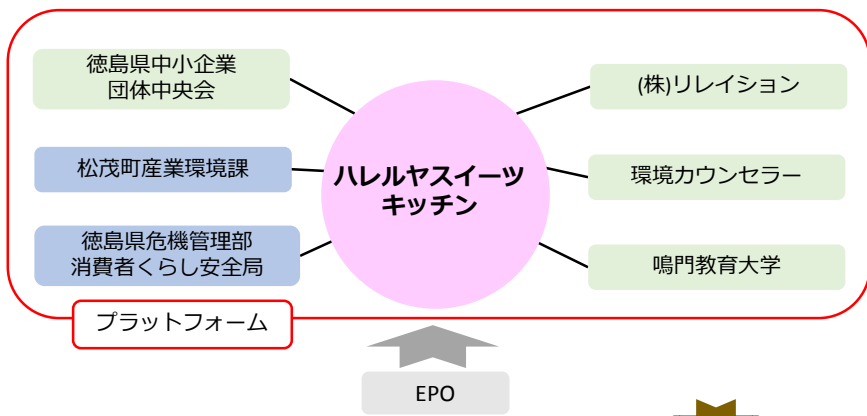 徳島県中小企業
団体中央会
松茂町産業環境課
徳島県危機管理部
消費者くらし安全局
ハレルヤスイーツ
キッチン
(株)リレイション
環境カウンセラー
鳴門教育大学
プラットフォーム
EPO